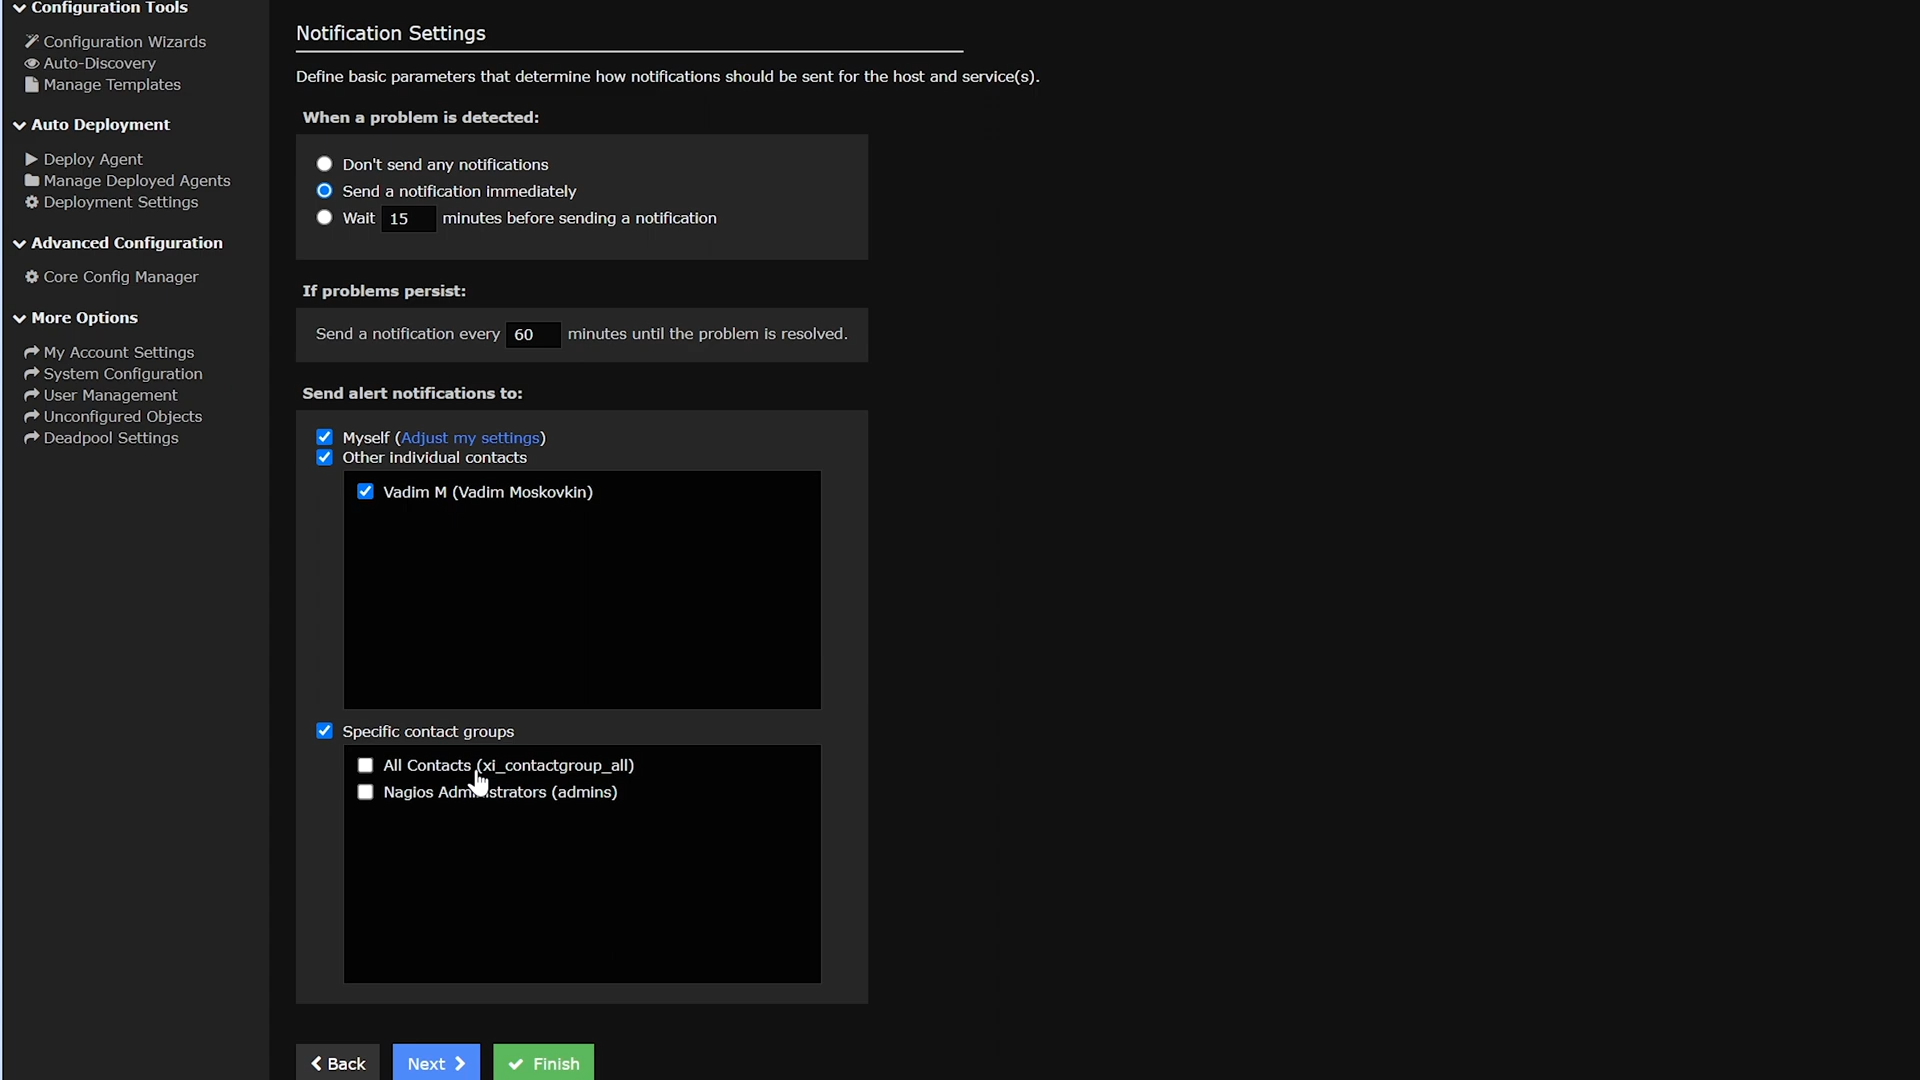 Configuration Tools
Configuration Wizards
Auto-Discovery
Manage Templates
Auto Deployment
Deploy Agent
Manage Deployed Agents
Deployment Settings
Advanced Configuration
Core Config Manager
More Options
My Account Settings
System Configuration
User Management
Unconfigured Objects
Deadpool Settings
Notification Settings
Define basic parameters that determine how notifications should be sent for the host and service(s).
When a problem is detected:
Don't send any notifications
Send a notification immediately
Wait 15 minutes before sending a notification
If problems persist:
Send a notification every 60 minutes until the problem is resolved.
Send alert notifications to:
Myself (Adjust my settings)
Other individual contacts
Vadim M (Vadim Moskovkin)
Specific contact groups
All Contacts (xi_contactgroup_all)
Nagios Administrators (admins)
Back
Next
Finish